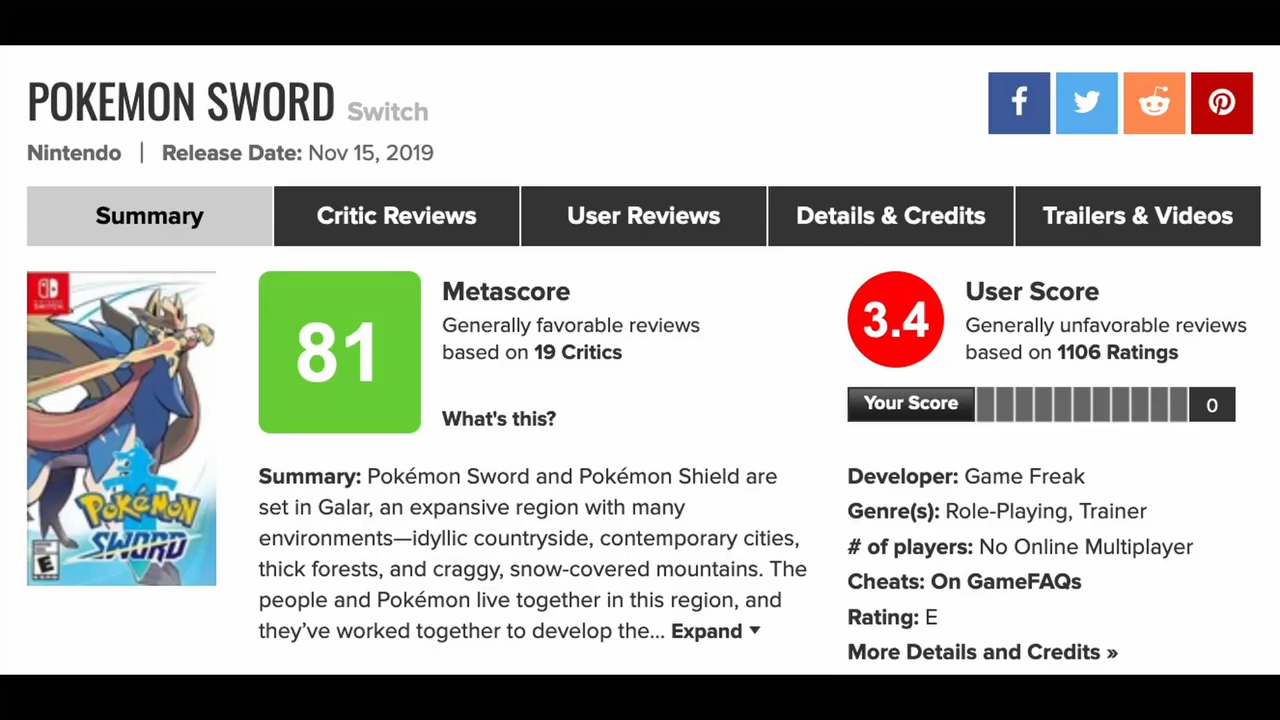 POKEMON SWORD Switch
Nintendo | Release Date: Nov 15, 2019
Summary Critic Reviews User Reviews Details & Credits Trailers & Videos
81
Metascore
Generally favorable reviews
based on 19 Critics
What's this?
3.4
User Score
Generally unfavorable reviews
based on 1106 Ratings
Your Score 0
Pokémon
SWORD
E
Summary: Pokémon Sword and Pokémon Shield are
set in Galar, an expansive region with many
environments—idyllic countryside, contemporary cities,
thick forests, and craggy, snow-covered mountains. The
people and Pokémon live together in this region, and
they’ve worked together to develop the... Expand
Developer: Game Freak
Genre(s): Role-Playing, Trainer
# of players: No Online Multiplayer
Cheats: On GameFAQs
Rating: E
More Details and Credits »